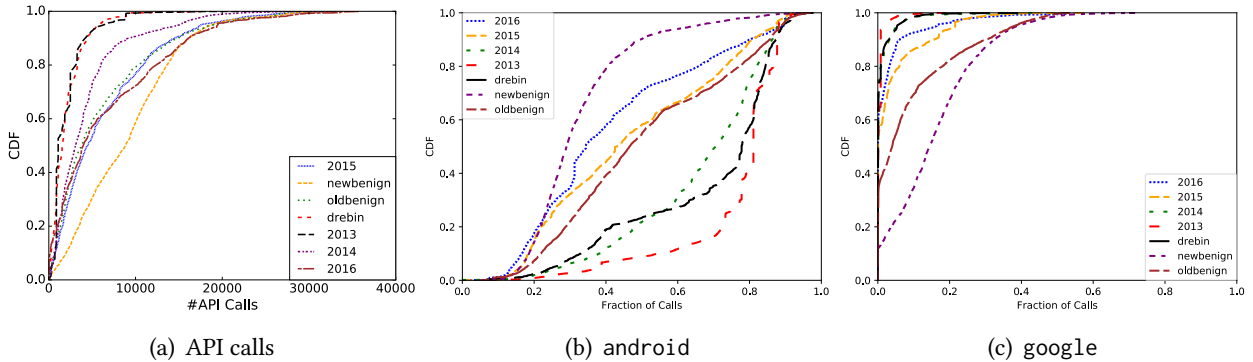 CDF
1.0
0.8
0.6
0.4
0.2
0.0
0 10000 20000 30000 40000
#API Calls
2015
newbenign
oldbenign
drebin
2013
2014
2016
(a) API calls
CDF
1.0
0.8
0.6
0.4
0.2
0.0
0.0 0.2 0.4 0.6 0.8 1.0
Fraction of Calls
2016
2015
2014
2013
drebin
newbenign
oldbenign
(b) android
CDF
1.0
0.8
0.6
0.4
0.2
0.0
0.0 0.2 0.4 0.6 0.8 1.0
Fraction of Calls
2016
2015
2014
2013
drebin
newbenign
oldbenign
(c) google